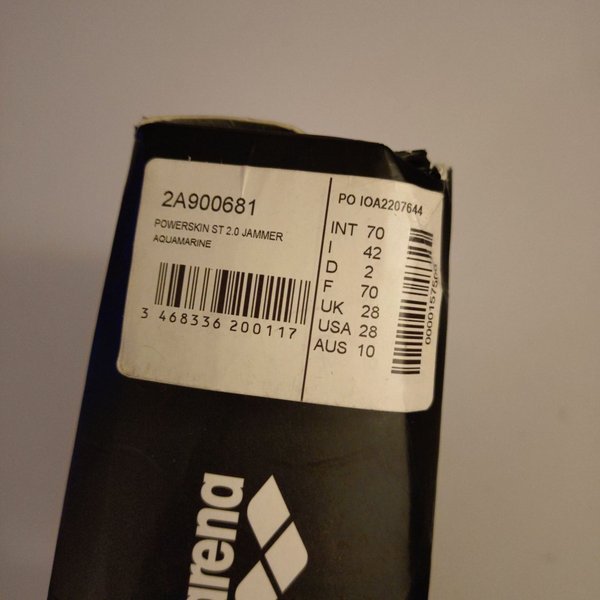 2A900681
POWERSKIN ST 2.0 JAMMER
AQUAMARINE
3 468336 200117
PO IOA2207644
INT 70
I 42
D 2
F 70
UK 28
USA 28
AUS 10
arena